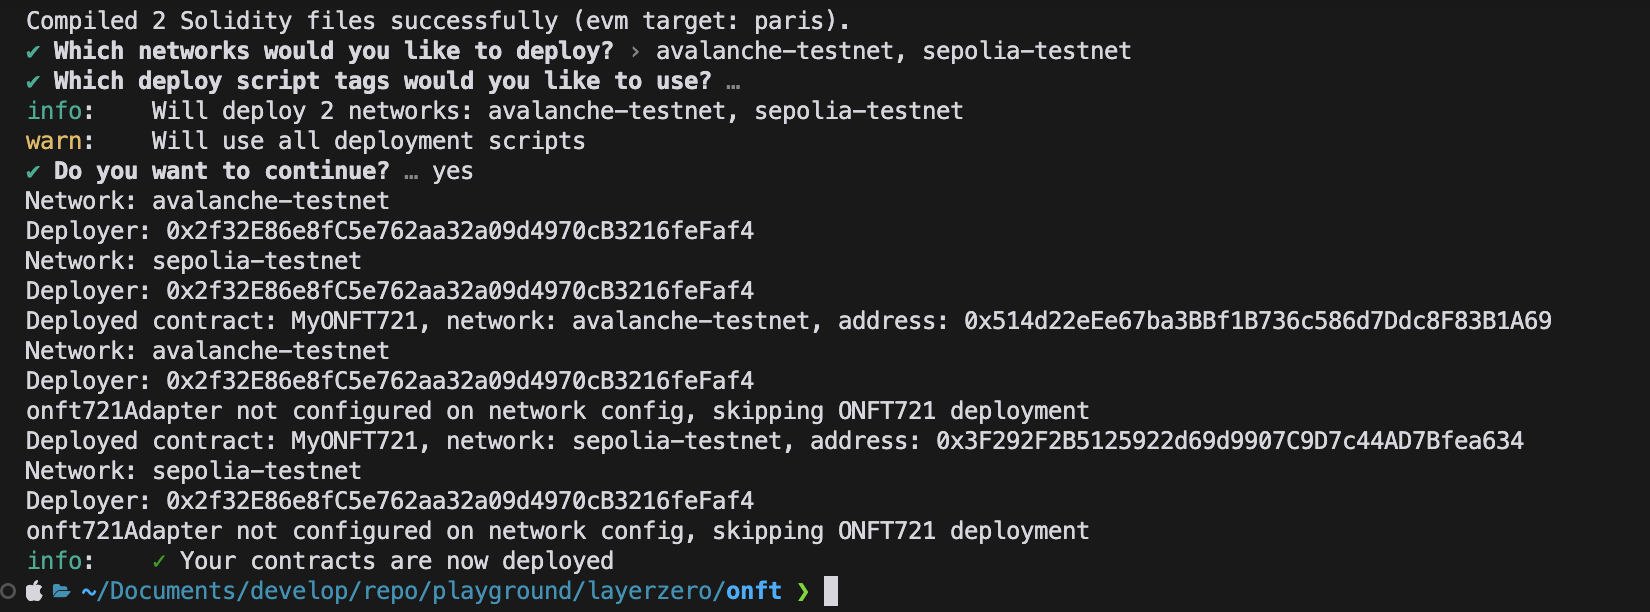 Compiled 2 Solidity files successfully (evm target: paris).
✔ Which networks would you like to deploy? › avalanche-testnet, sepolia-testnet
✔ Which deploy script tags would you like to use? …
info:    Will deploy 2 networks: avalanche-testnet, sepolia-testnet
warn:    Will use all deployment scripts
✔ Do you want to continue? … yes
Network: avalanche-testnet
Deployer: 0x2f32E86e8fC5e762aa32a09d4970cB3216feFaf4
Network: sepolia-testnet
Deployer: 0x2f32E86e8fC5e762aa32a09d4970cB3216feFaf4
Deployed contract: MyONFT721, network: avalanche-testnet, address: 0x514d22eEe67ba3BBf1B736c586d7Ddc8F83B1A69
Network: avalanche-testnet
Deployer: 0x2f32E86e8fC5e762aa32a09d4970cB3216feFaf4
onft721Adapter not configured on network config, skipping ONFT721 deployment
Deployed contract: MyONFT721, network: sepolia-testnet, address: 0x3F292F2B5125922d69d9907C9D7c44AD7Bfea634
Network: sepolia-testnet
Deployer: 0x2f32E86e8fC5e762aa32a09d4970cB3216feFaf4
onft721Adapter not configured on network config, skipping ONFT721 deployment
info:    ✓ Your contracts are now deployed
~/Documents/develop/repo/playground/layerzero/onft ❯